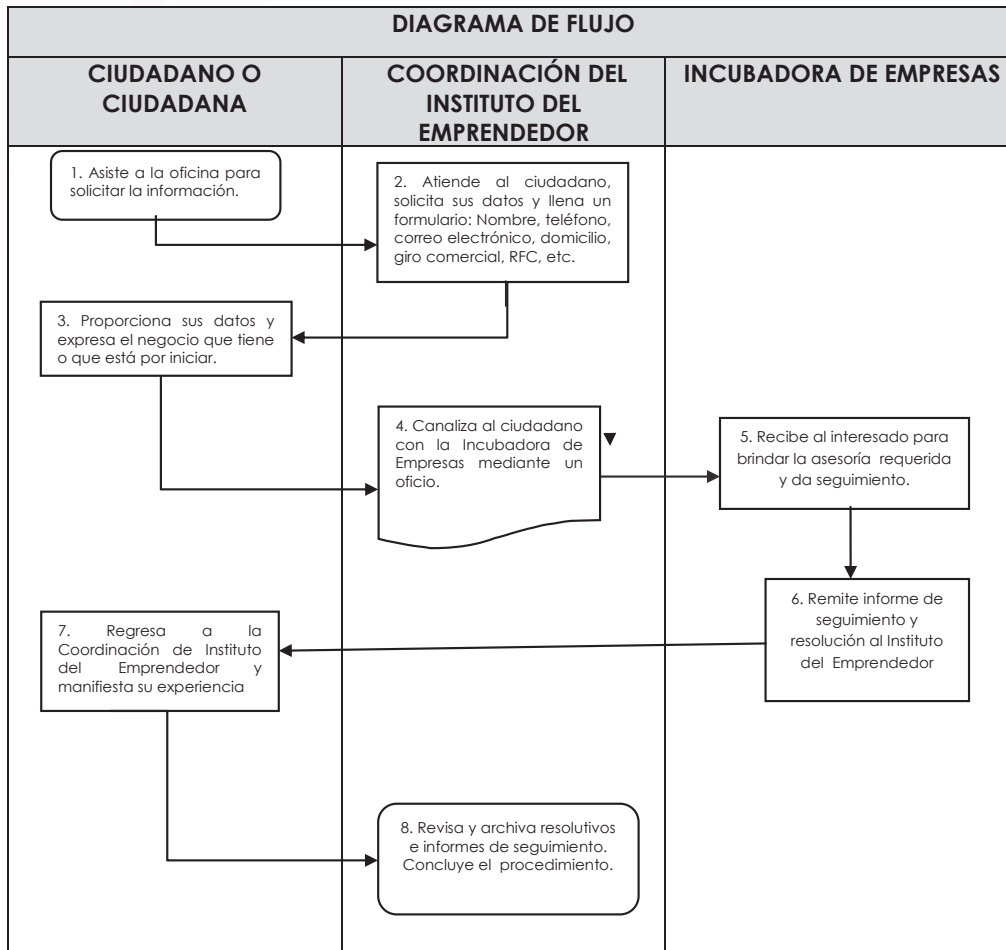 DIAGRAMA DE FLUJO
CIUDADANO O
CIUDADANA
COORDINACIÓN DEL
INSTITUTO DEL
EMPRENDEDOR
INCUBADORA DE EMPRESAS
1. Asiste a la oficina para
solicitar la información.
2. Atiende al ciudadano,
solicita sus datos y llena un
formulario: Nombre, teléfono,
correo electrónico, domicilio,
giro comercial, RFC, etc.
3. Proporciona sus datos y
expresa el negocio que tiene
o que está por iniciar.
4. Canaliza al ciudadano
con la Incubadora de
Empresas mediante un
oficio.
5. Recibe al interesado para
brindar la asesoría requerida
y da seguimiento.
6. Remite informe de
seguimiento y
resolución al Instituto
del Emprendedor
7. Regresa a la
Coordinación de Instituto
del Emprendedor y
manifiesta su experiencia
8. Revisa y archiva resolutivos
e informes de seguimiento.
Concluye el procedimiento.